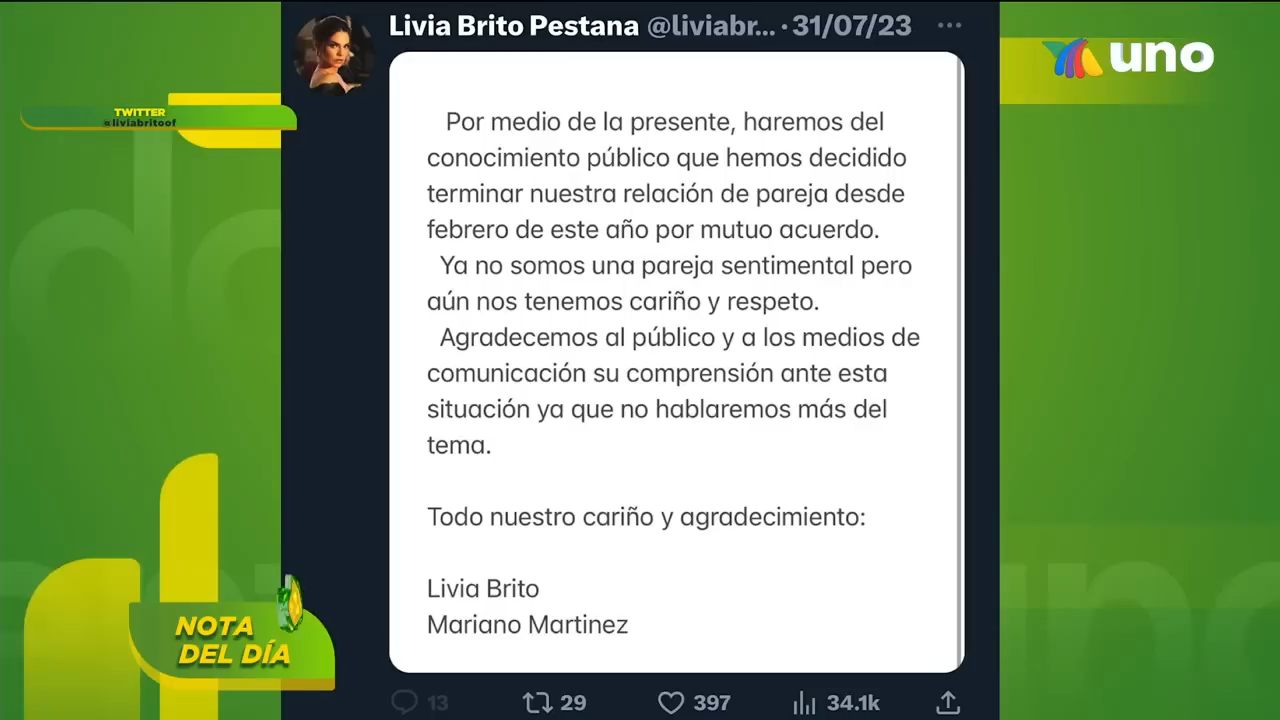 Livia Brito Pestana @liviabr... · 31/07/23 ···
uno
TWITTER
@liviabritoof
Por medio de la presente, haremos del
conocimiento público que hemos decidido
terminar nuestra relación de pareja desde
febrero de este año por mutuo acuerdo.
Ya no somos una pareja sentimental pero
aún nos tenemos cariño y respeto.
Agradecemos al público y a los medios de
comunicación su comprensión ante esta
situación ya que no hablaremos más del
tema.
Todo nuestro cariño y agradecimiento:
Livia Brito
Mariano Martinez
NOTA
DEL DÍA
13 29 397 34.1k